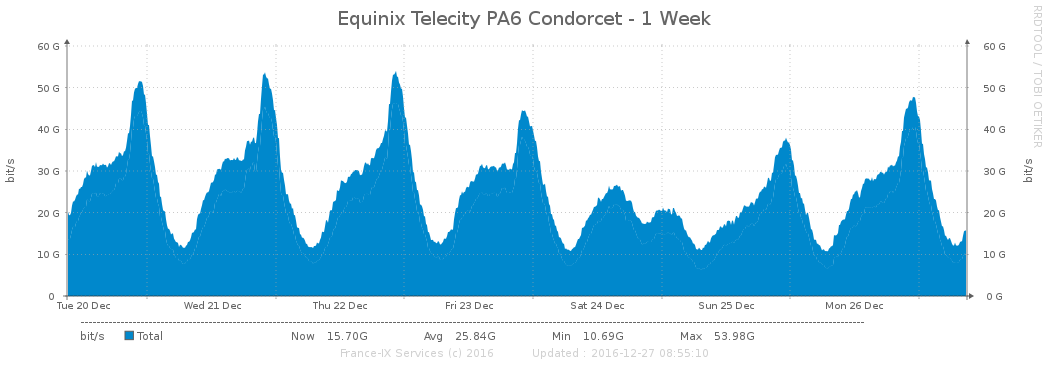 Equinix Telecity PA6 Condorcet - 1 Week
RRDTOOL / TOBI OETIKER
bit/s
bit/s
60 G 60 G
50 G 50 G
40 G 40 G
30 G 30 G
20 G 20 G
10 G 10 G
0 0 G
Tue 20 Dec Wed 21 Dec Thu 22 Dec Fri 23 Dec Sat 24 Dec Sun 25 Dec Mon 26 Dec
bit/s Total Now 15.70G Avg 25.84G Min 10.69G Max 53.98G
France-IX Services (c) 2016 Updated : 2016-12-27 08:55:10